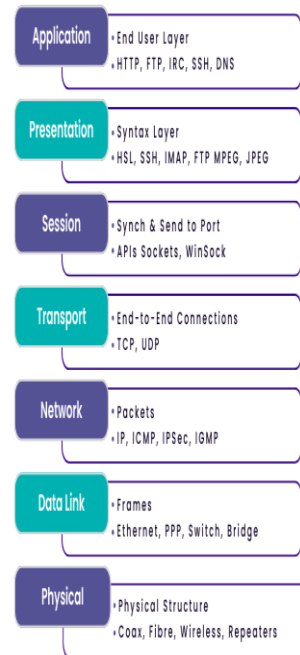 Application
•End User Layer
•HTTP, FTP, IRC, SSH, DNS
Presentation
•Syntax Layer
•HSL, SSH, IMAP, FTP MPEG, JPEG
Session
•Synch & Send to Port
•APIs Sockets, WinSock
Transport
•End-to-End Connections
•TCP, UDP
Network
•Packets
•IP, ICMP, IPSec, IGMP
Data Link
•Frames
•Ethernet, PPP, Switch, Bridge
Physical
•Physical Structure
•Coax, Fibre, Wireless, Repeaters